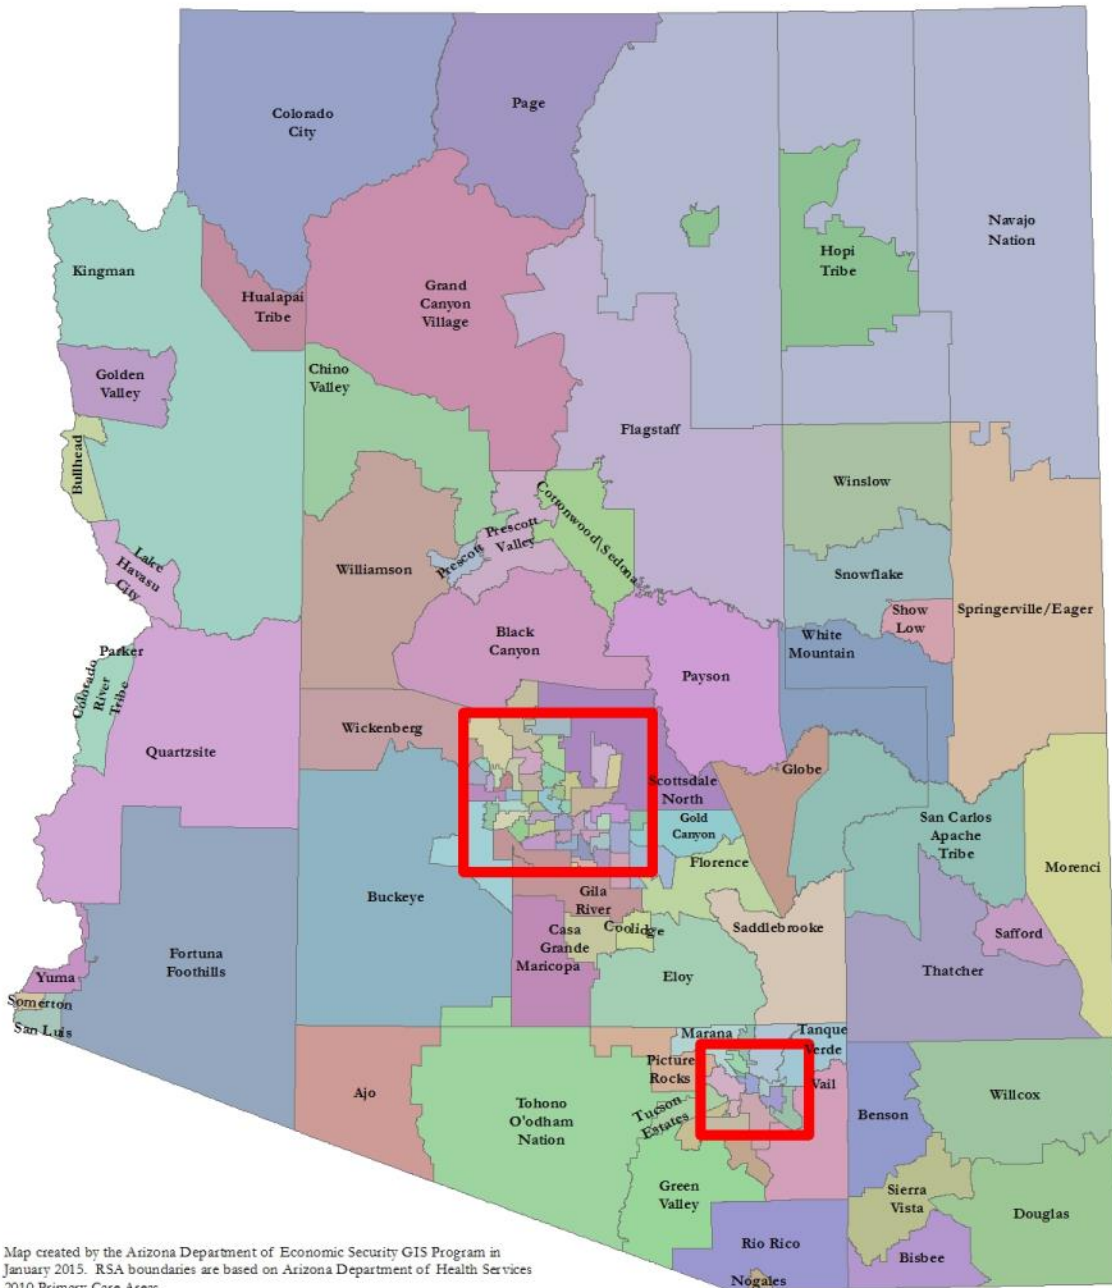 Colorado
City
Page
Navajo
Nation
Hopi
Tribe
Kingman
Hualapai
Tribe
Grand
Canyon
Village
Golden
Valley
Chino
Valley
Flagstaff
Bullhead
Winslow
Cottonwood\Sedona
Prescott
Valley
Prescott
Lake
Havasu
City
Williamson
Snowflake
Show
Low
Springerville/Eager
White
Mountain
Black
Canyon
Payson
Parker
Colorado
River
Tribe
Quartzsite
Wickenberg
Globe
Scottsdale
North
Gold
Canyon
San Carlos
Apache
Tribe
Florence
Morenci
Buckeye
Gila
River
Casa
Grande
Coolidge
Maricopa
Saddlebrooke
Safford
Fortuna
Foothills
Yuma
Eloy
Thatcher
Somerton
San Luis
Marana
Tanque
Verde
Picture
Rocks
Vail
Ajo
Tohono
O'odham
Nation
Tucson
Estates
Benson
Willcox
Green
Valley
Sierra
Vista
Douglas
Rio Rico
Bisbee
Nogales
Map created by the Arizona Department of Economic Security GIS Program in
January 2015. RSA boundaries are based on Arizona Department of Health Services
2010 Primary Care Areas